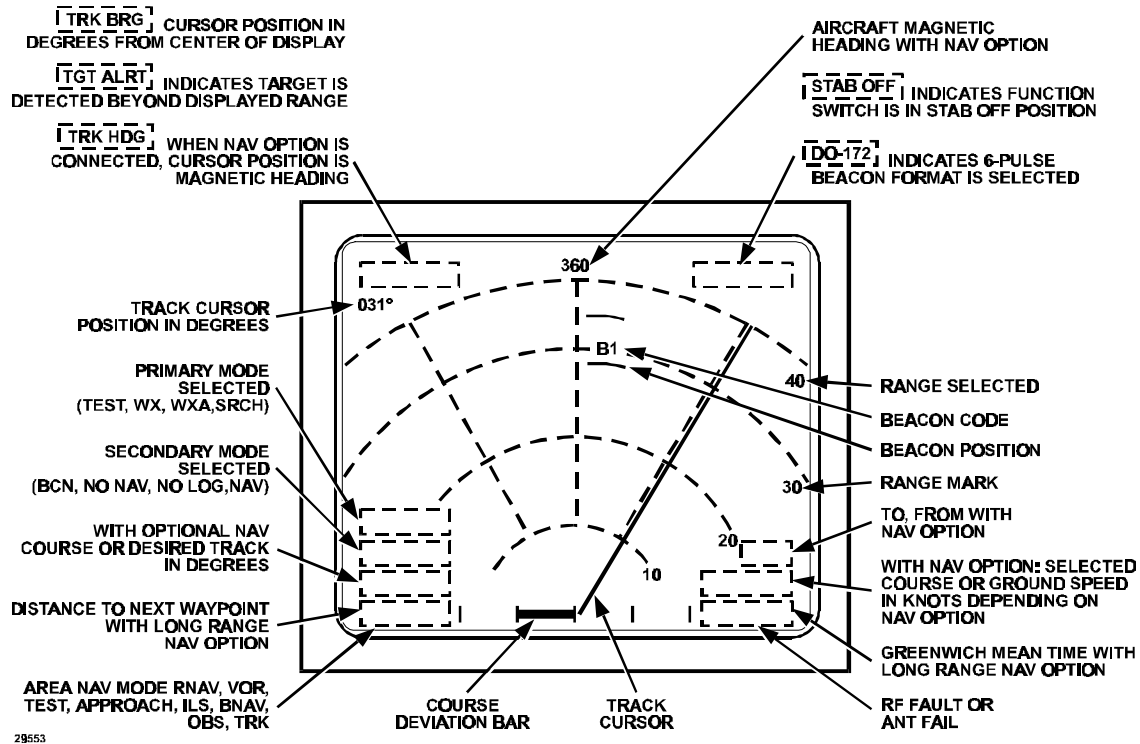 TRK BRG CURSOR POSITION IN
DEGREES FROM CENTER OF DISPLAY
TGT ALRT INDICATES TARGET IS
DETECTED BEYOND DISPLAYED RANGE
TRK HDG WHEN NAV OPTION IS
CONNECTED, CURSOR POSITION IS
MAGNETIC HEADING
AIRCRAFT MAGNETIC
HEADING WITH NAV OPTION
STAB OFF INDICATES FUNCTION
SWITCH IS IN STAB OFF POSITION
DO-172 INDICATES 6-PULSE
BEACON FORMAT IS SELECTED
360
031°
B1
40
30
20
10
TRACK CURSOR
POSITION IN DEGREES
PRIMARY MODE
SELECTED
(TEST, WX, WXA,SRCH)
SECONDARY MODE
SELECTED
(BCN, NO NAV, NO LOG,NAV)
WITH OPTIONAL NAV
COURSE OR DESIRED TRACK
IN DEGREES
DISTANCE TO NEXT WAYPOINT
WITH LONG RANGE
NAV OPTION
AREA NAV MODE RNAV, VOR,
TEST, APPROACH, ILS, BNAV,
OBS, TRK
COURSE
DEVIATION BAR
TRACK
CURSOR
RANGE SELECTED
BEACON CODE
BEACON POSITION
RANGE MARK
TO, FROM WITH
NAV OPTION
WITH NAV OPTION: SELECTED
COURSE OR GROUND SPEED
IN KNOTS DEPENDING ON
NAV OPTION
GREENWICH MEAN TIME WITH
LONG RANGE NAV OPTION
RF FAULT OR
ANT FAIL
29553